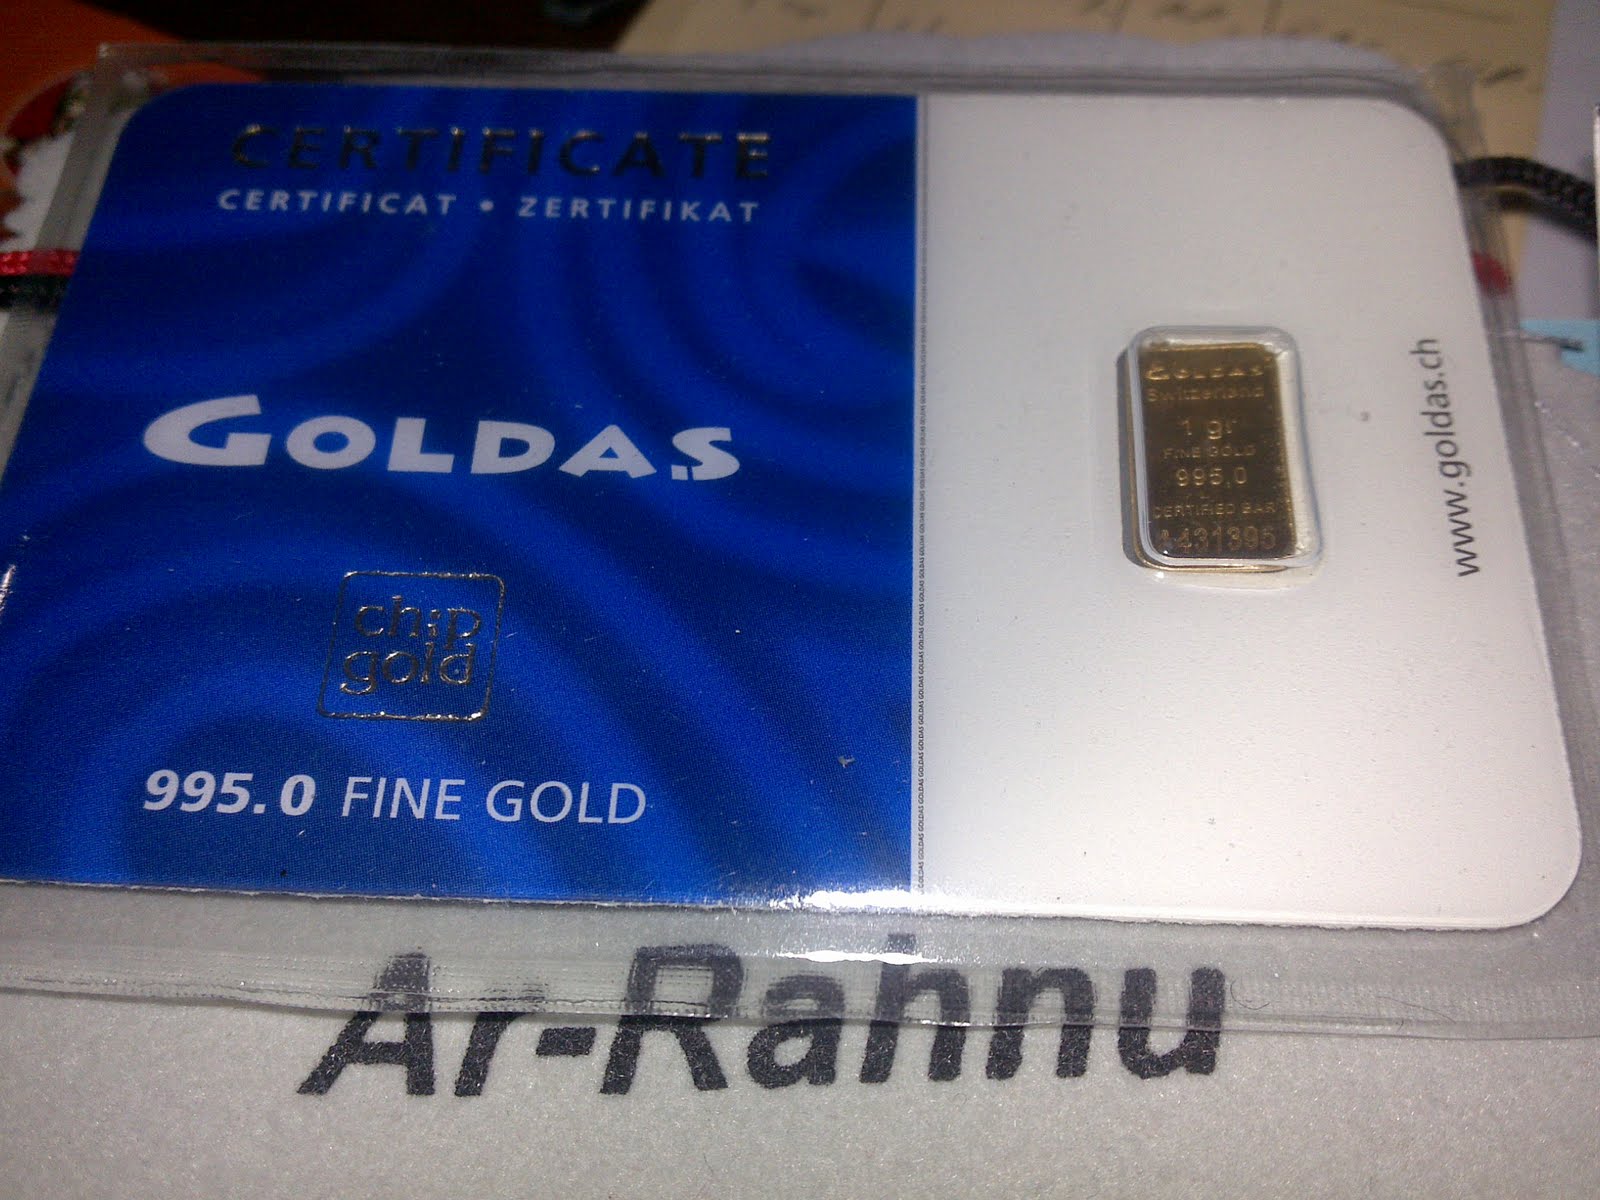 CERTIFICATE
CERTIFICAT • ZERTIFIKAT
GOLDAS
chip
gold
995.0 FINE GOLD
GOLDAS
Switzerland
1 gr
FINE GOLD
995.0
CERTIFIED BAR
431395
www.goldas.ch
Ar-Rahnu